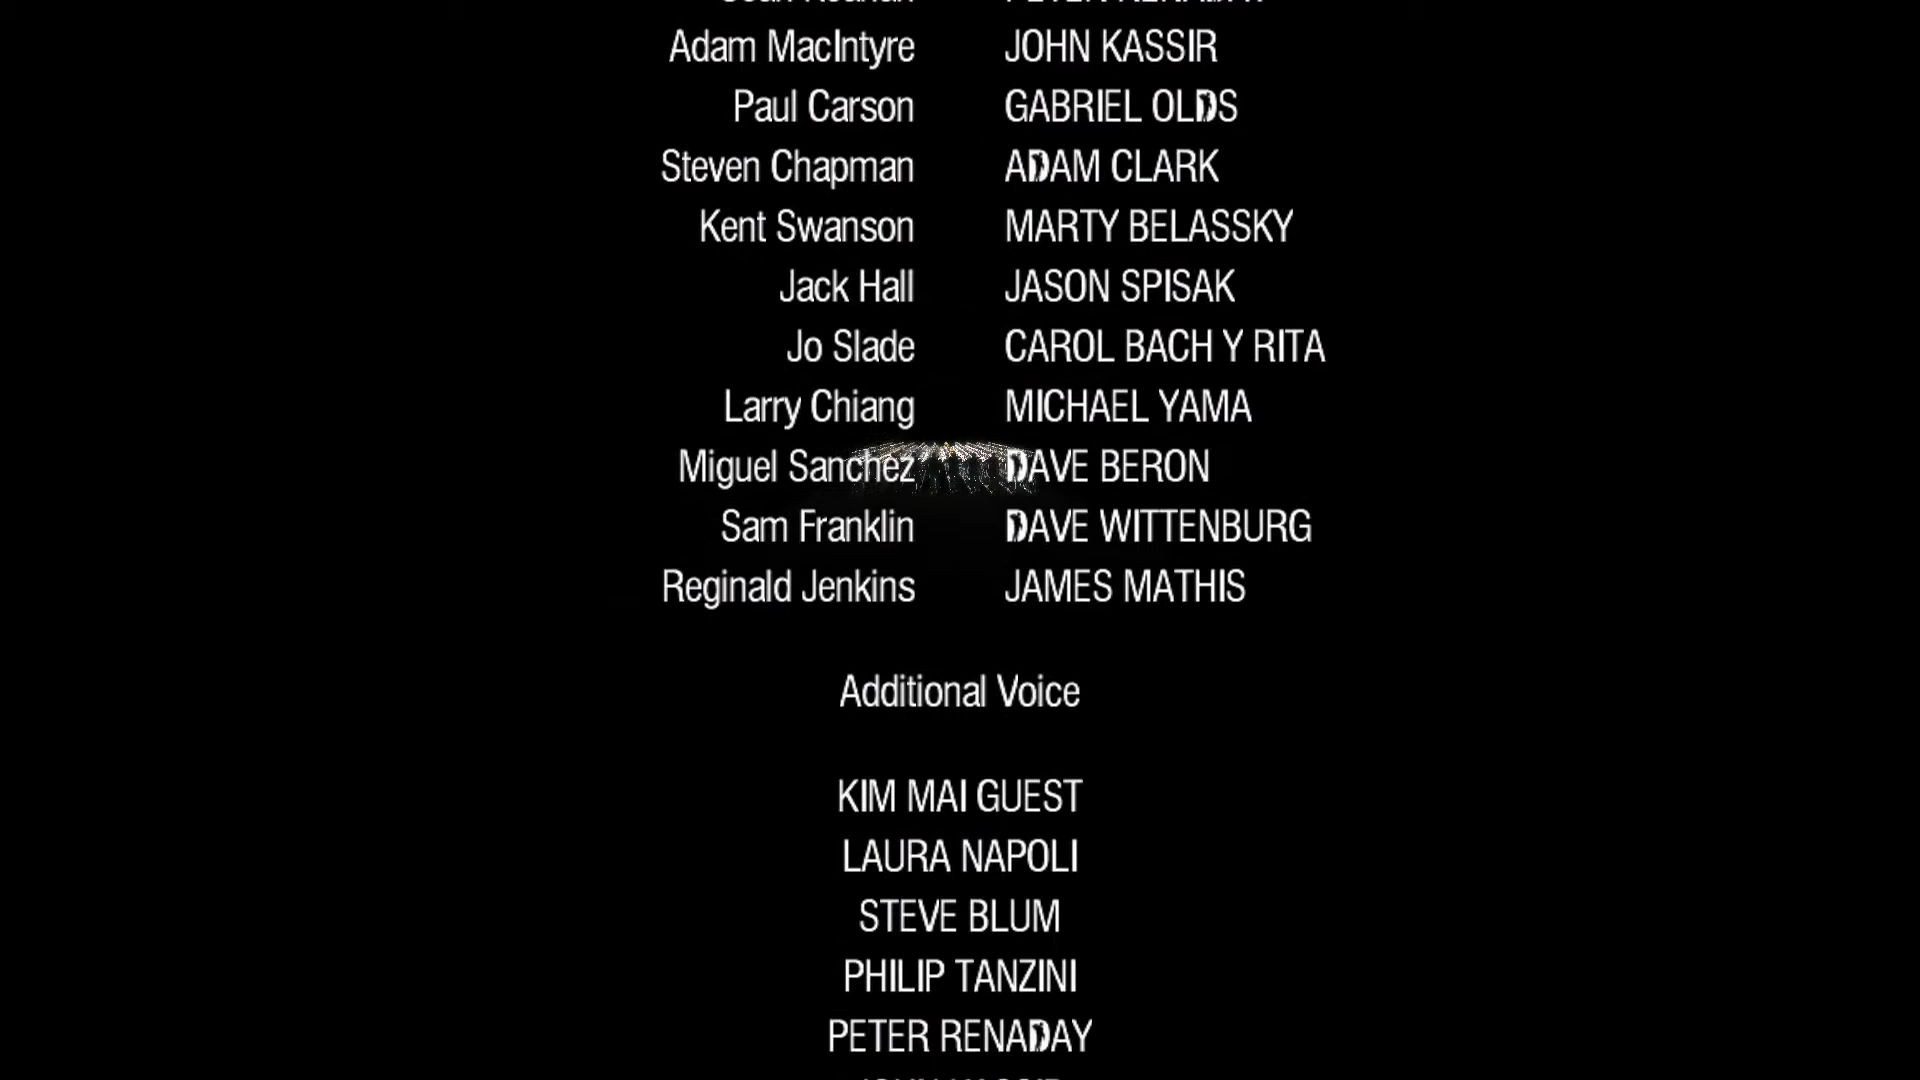 Adam MacIntyre JOHN KASSIR
Paul Carson GABRIEL OLDS
Steven Chapman ADAM CLARK
Kent Swanson MARTY BELASSKY
Jack Hall JASON SPISAK
Jo Slade CAROL BACH Y RITA
Larry Chiang MICHAEL YAMA
Miguel Sanchez DAVE BERON
Sam Franklin DAVE WITTENBURG
Reginald Jenkins JAMES MATHIS
Additional Voice
KIM MAI GUEST
LAURA NAPOLI
STEVE BLUM
PHILIP TANZINI
PETER RENADAY